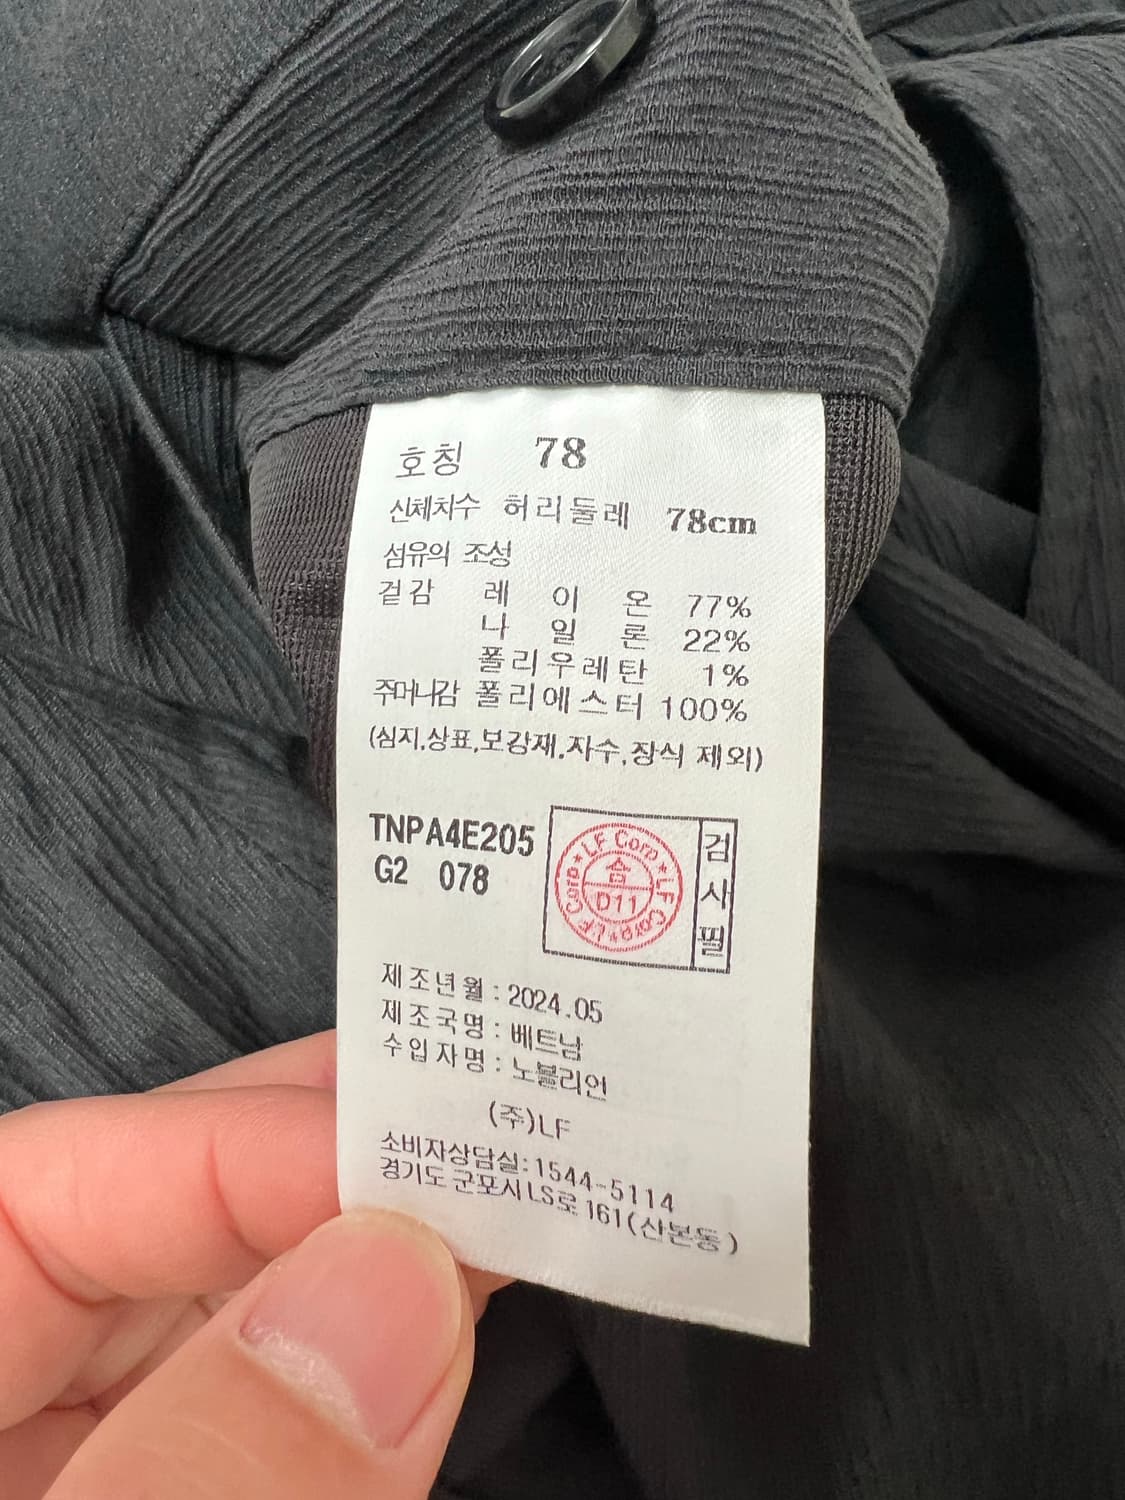 호칭 78
신체치수 허리둘레 78cm
섬유의 조성
겉감 레이온 77%
나일론 22%
폴리우레탄 1%
주머니감 폴리에스터 100%
(심지,상표,보강재,자수,장식 제외)
TNPA4E205
G2 078
LF Corp * LF Corp * LF Corp *
합
D11
검사필
제조년월 : 2024.05
제조국명 : 베트남
수입자명 : 노블리언
(주)LF
소비자상담실:1544-5114
경기도 군포시 LS로 161(산본동)